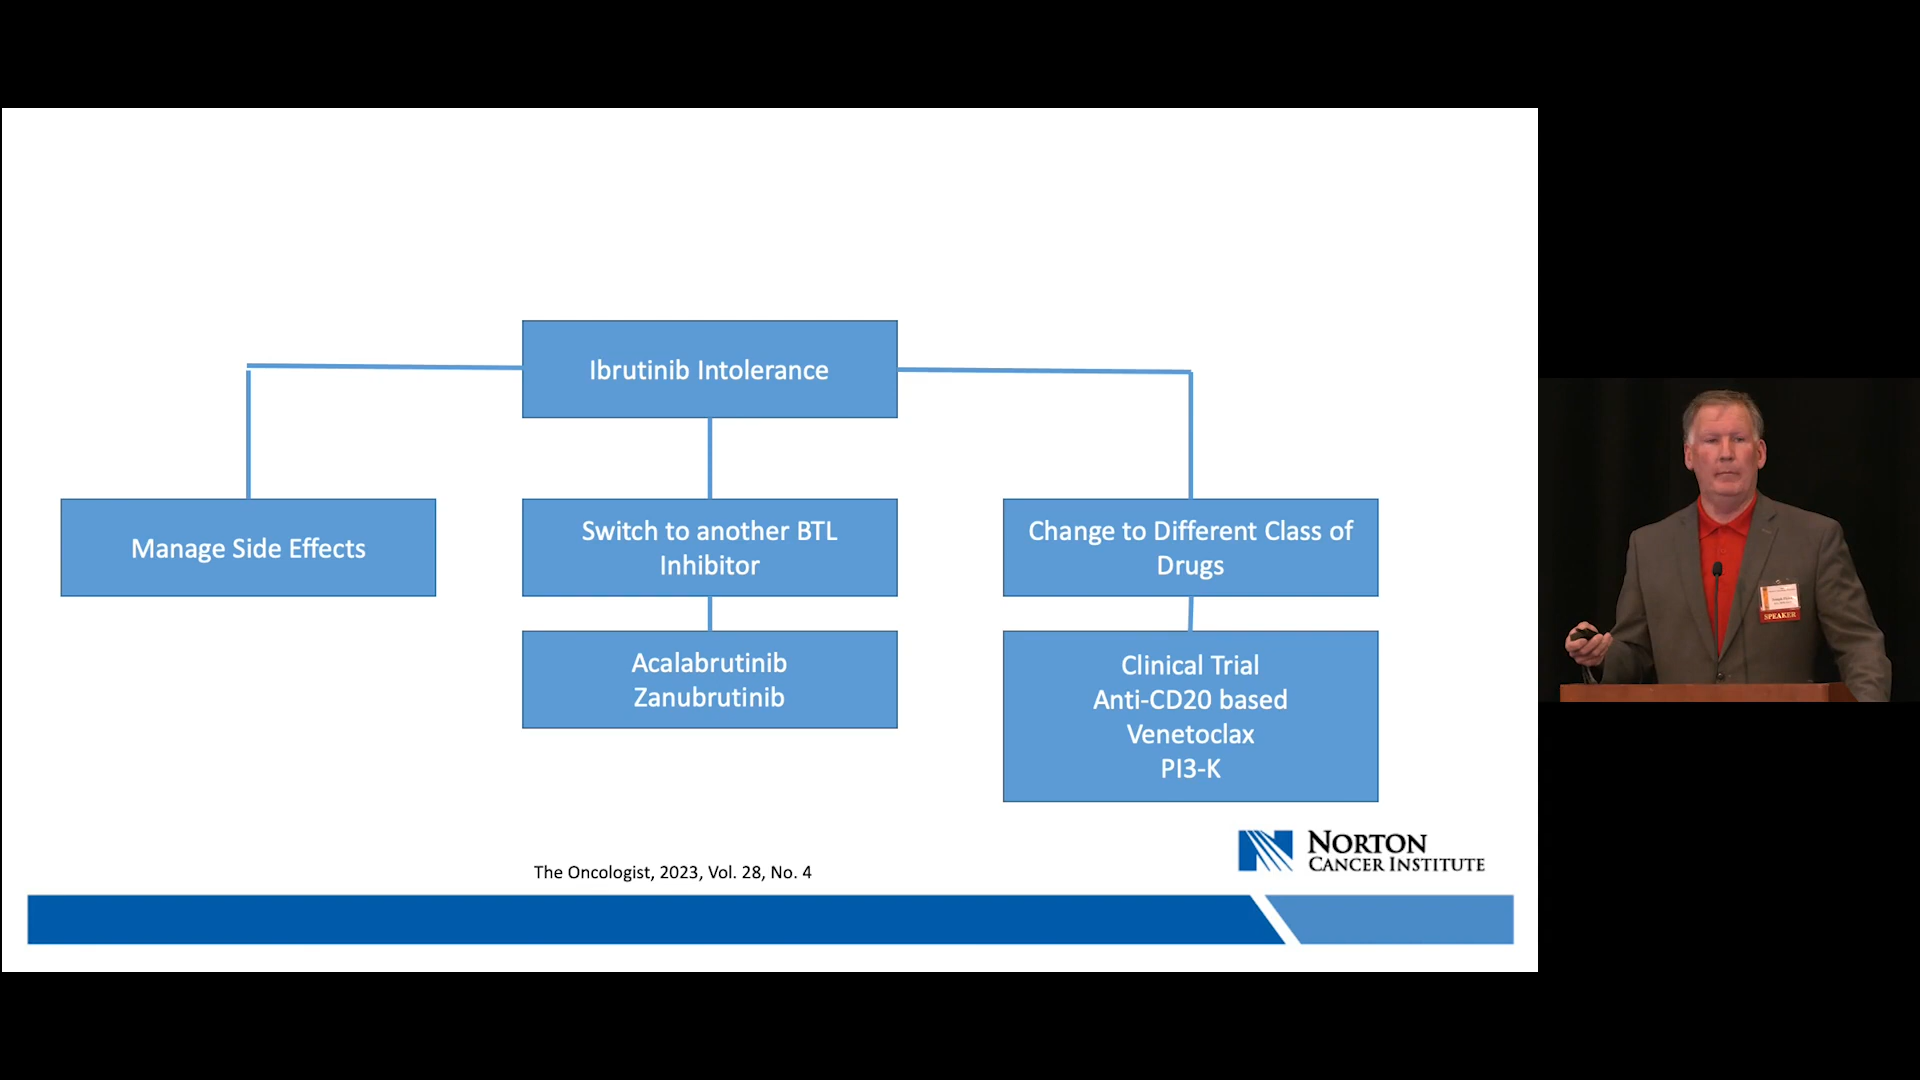 Ibrutinib Intolerance
Manage Side Effects
Switch to another BTL
Inhibitor
Change to Different Class of
Drugs
Acalabrutinib
Zanubrutinib
Clinical Trial
Anti-CD20 based
Venetoclax
PI3-K
The Oncologist, 2023, Vol. 28, No. 4
NORTON
CANCER INSTITUTE
SPEAKER